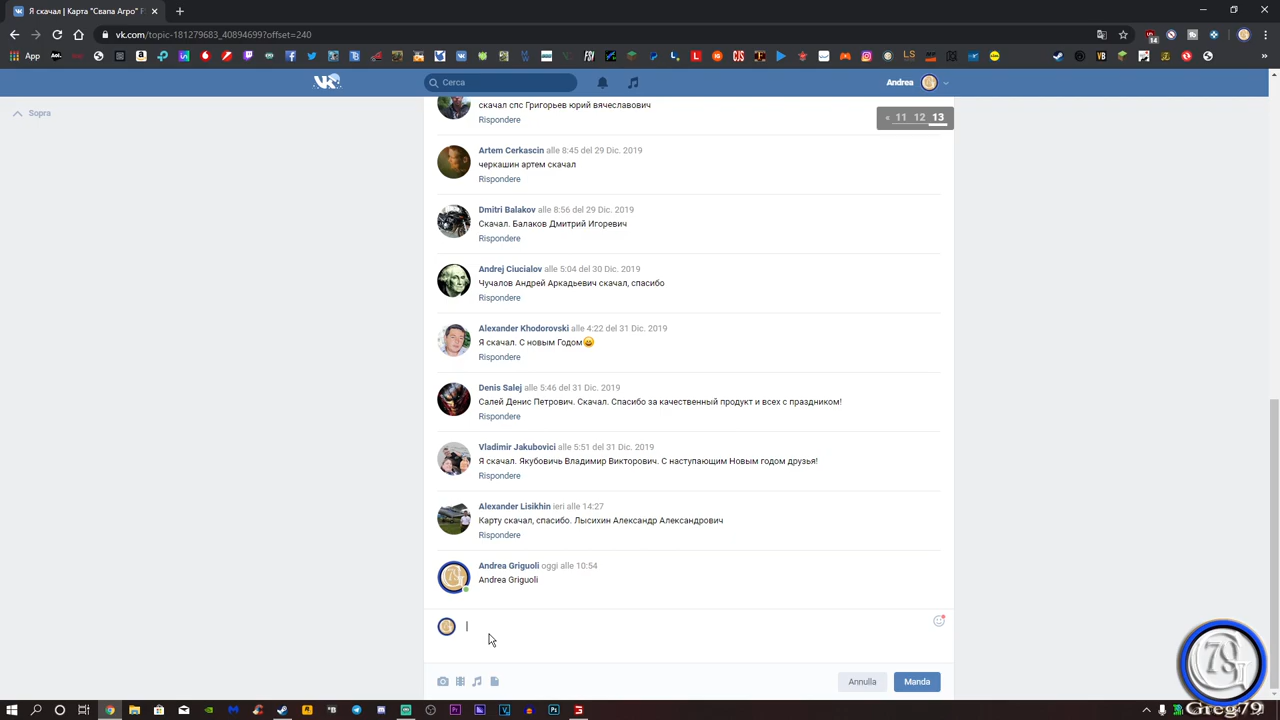 Я скачал | Карта "Спапа Агго" F
vk.com/topic-181279683_40894699?offset=240
App
VK
Cerca
Andrea
Sopra
« 11 12 13
скачал спс Григорьев юрий вячеславович
Rispondere
Artem Cerkascin alle 8:45 del 29 Dic. 2019
черкашин артем скачал
Rispondere
Dmitri Balakov alle 8:56 del 29 Dic. 2019
Скачал. Балаков Дмитрий Игоревич
Rispondere
Andrej Ciucialov alle 5:04 del 30 Dic. 2019
Чучалов Андрей Аркадьевич скачал, спасибо
Rispondere
Alexander Khodorovski alle 4:22 del 31 Dic. 2019
Я скачал. С новым Годом😄
Rispondere
Denis Salej alle 5:46 del 31 Dic. 2019
Салей Денис Петрович. Скачал. Спасибо за качественный продукт и всех с праздником!
Rispondere
Vladimir Jakubovici alle 5:51 del 31 Dic. 2019
Я скачал. Якубовичь Владимир Викторович. С наступающим Новым годом друзья!
Rispondere
Alexander Lisikhin ieri alle 14:27
Карту скачал, спасибо. Лысихин Александр Александрович
Rispondere
Andrea Griguoli oggi alle 10:54
Andrea Griguoli
Annulla
Manda
Greg79